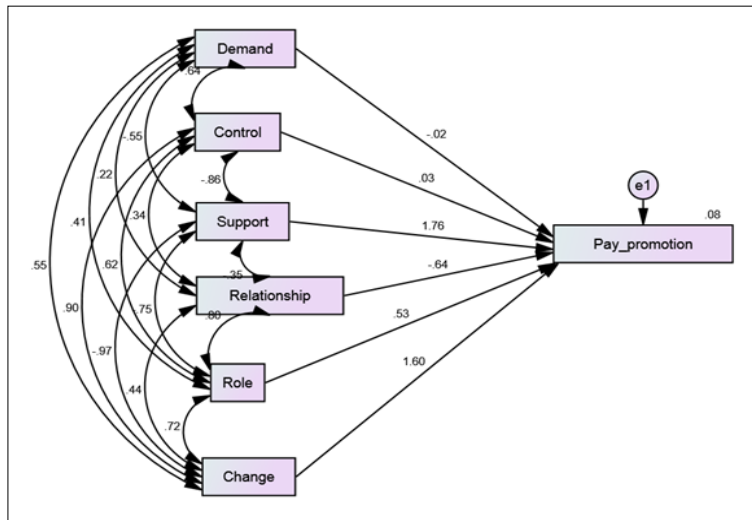 Demand
.64
Control
-.02
-.55
.22
-.86
.03
e1
.08
.41
.34
Support
1.76
Pay_promotion
.55
.62
-.35
-.64
.90
-.75
Relationship
.80
.53
-.97
.44
Role
1.60
.72
Change